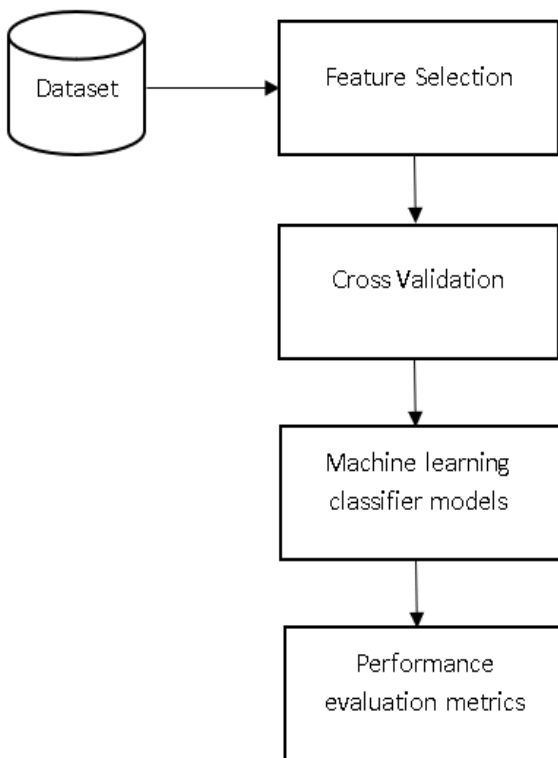 Dataset
Feature Selection
Cross Validation
Machine learning
classifier models
Performance
evaluation metrics